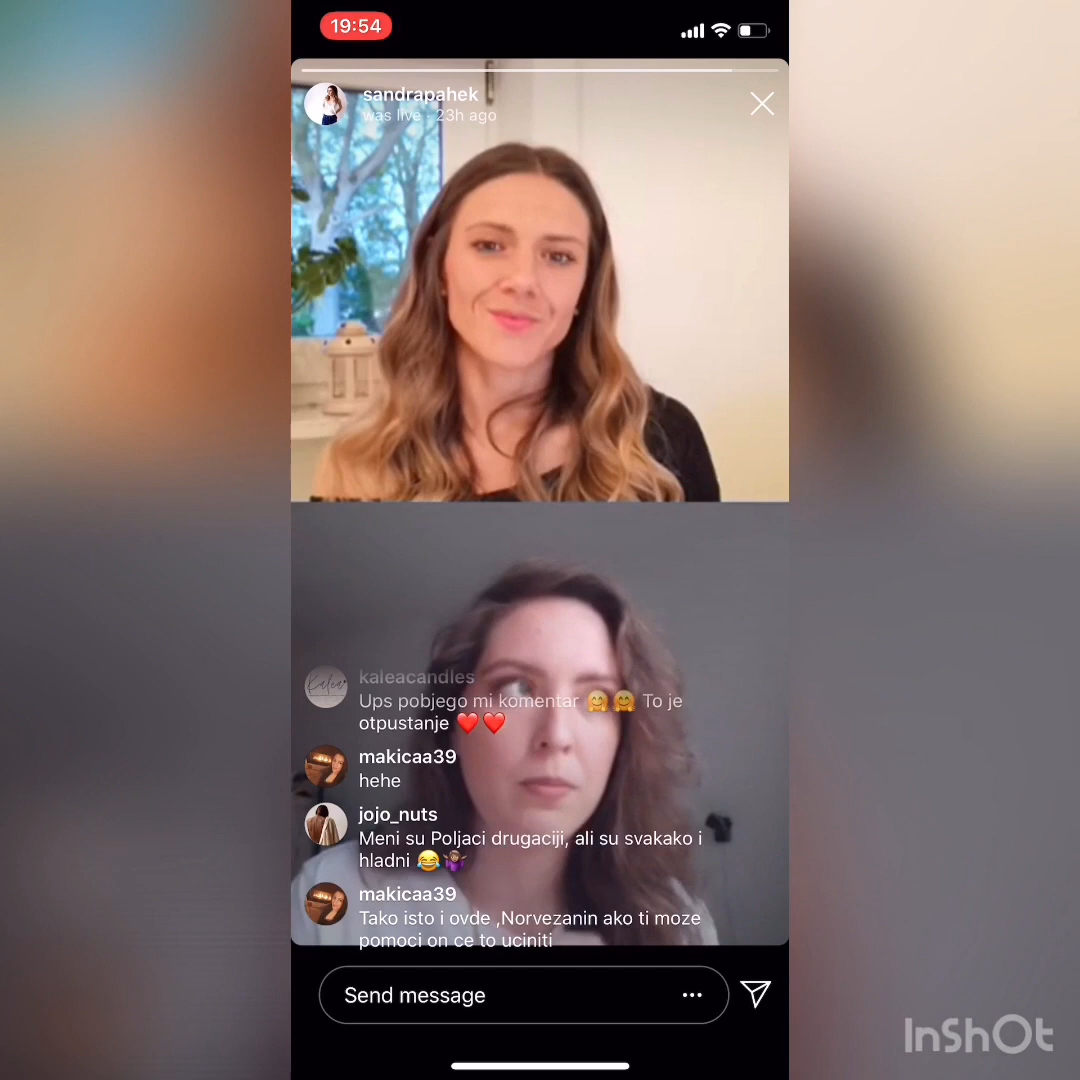 19:54
sandrapahek
was live · 23h ago
kaleacandles
Ups pobjego mi komentar 🤗🤗 To je
otpustanje ❤️❤️
makicaa39
hehe
jojo_nuts
Meni su Poljaci drugaciji, ali su svakako i
hladni 😂🤷🏽‍♀️
makicaa39
Tako isto i ovde ,Norvezanin ako ti moze
pomoci on ce to uciniti
Send message
InShOt